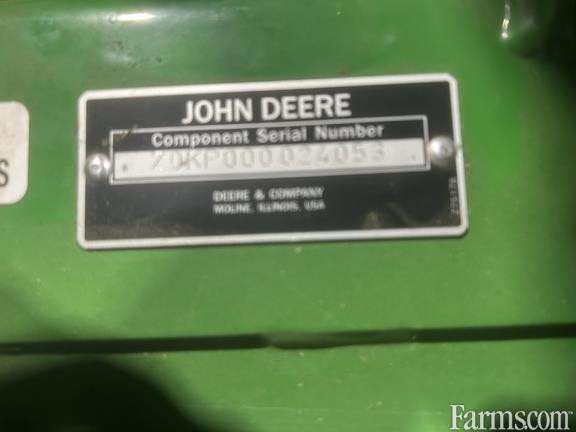 JOHN DEERE
Component Serial Number
Z0KP000024053
DEERE & COMPANY
MOLINE, ILLINOIS, USA
S
Farms.com